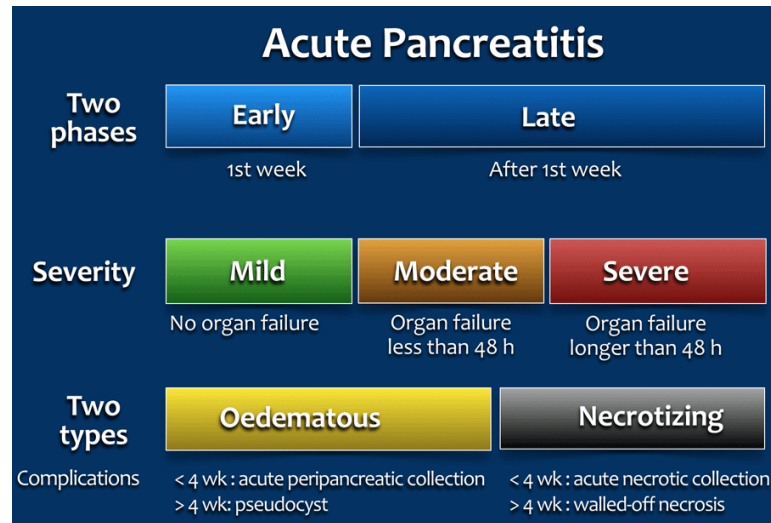 Acute Pancreatitis
Two
phases
Early
Late
1st week
After 1st week
Severity
Mild
Moderate
Severe
No organ failure
Organ failure
less than 48 h
Organ failure
longer than 48 h
Two
types
Oedematous
Necrotizing
Complications
< 4 wk : acute peripancreatic collection
> 4 wk: pseudocyst
< 4 wk : acute necrotic collection
> 4 wk : walled-off necrosis